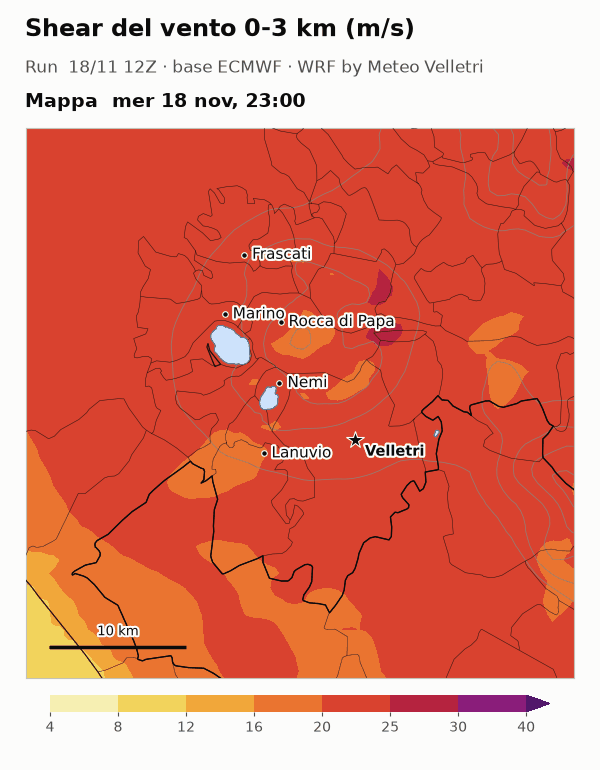 Shear del vento 0-3 km (m/s)
Run  18/11 12Z · base ECMWF · WRF by Meteo Velletri
Mappa  mer 18 nov, 23:00
Frascati
Marino
Rocca di Papa
Nemi
Velletri
Lanuvio
10 km
4 8 12 16 20 25 30 40